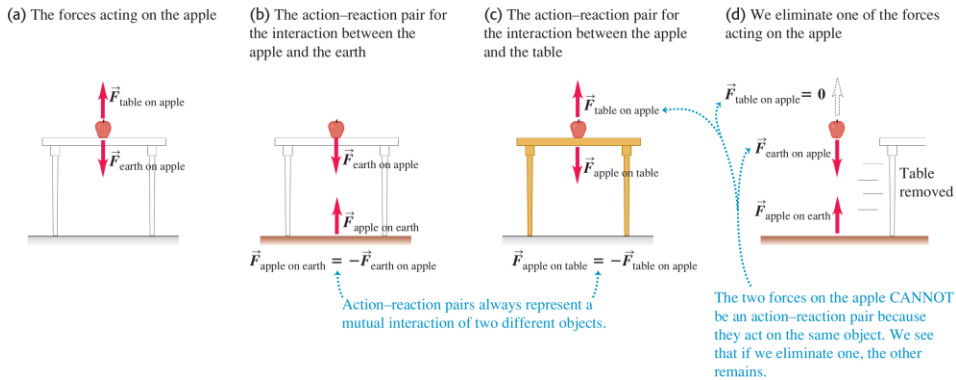 (a) The forces acting on the apple
F⃗ table on apple
F⃗ earth on apple
(b) The action–reaction pair for
the interaction between the
apple and the earth
F⃗ earth on apple
F⃗ apple on earth
F⃗ apple on earth = −F⃗ earth on apple
(c) The action–reaction pair for
the interaction between the apple
and the table
F⃗ table on apple
F⃗ apple on table
F⃗ apple on table = −F⃗ table on apple
Action–reaction pairs always represent a
mutual interaction of two different objects.
(d) We eliminate one of the forces
acting on the apple
F⃗ table on apple = 0
F⃗ earth on apple
Table
removed
F⃗ apple on earth
The two forces on the apple CANNOT
be an action–reaction pair because
they act on the same object. We see
that if we eliminate one, the other
remains.